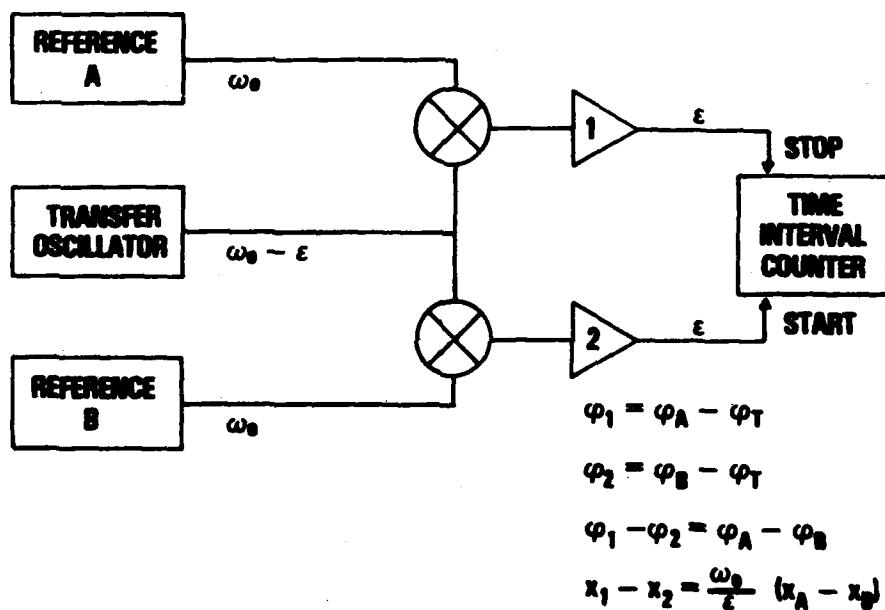 REFERENCE
A
ω₀
1
ε
STOP
TRANSFER
OSCILLATOR
ω₀ − ε
TIME
INTERVAL
COUNTER
REFERENCE
B
ω₀
2
ε
START
φ₁ = φ_A − φ_T
φ₂ = φ_B − φ_T
φ₁ − φ₂ = φ_A − φ_B
x₁ − x₂ = ω₀/ε (x_A − x_B)